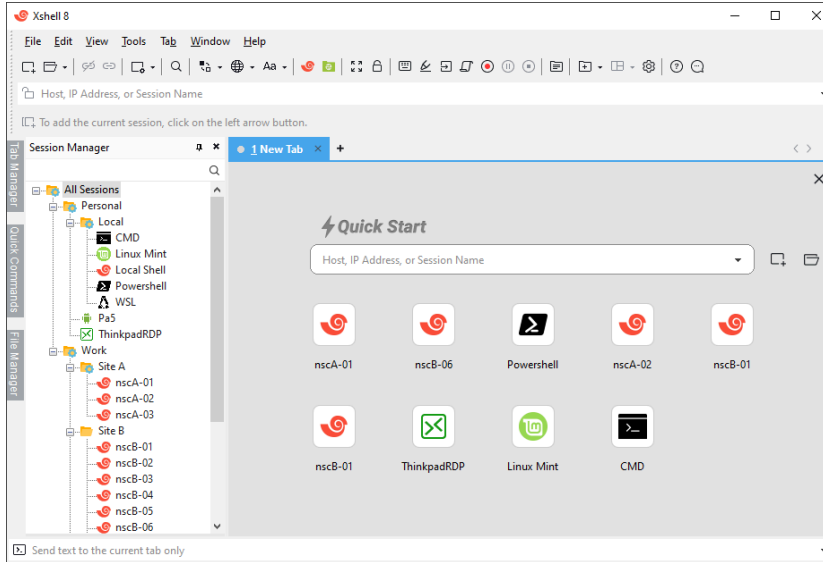 Xshell 8
File Edit View Tools Tab Window Help
Aa
Host, IP Address, or Session Name
To add the current session, click on the left arrow button.
Tab Manager
Quick Commands
File Manager
Session Manager
All Sessions
Personal
Local
CMD
Linux Mint
Local Shell
Powershell
WSL
Pa5
ThinkpadRDP
Work
Site A
nscA-01
nscA-02
nscA-03
Site B
nscB-01
nscB-02
nscB-03
nscB-04
nscB-05
nscB-06
1 New Tab
Quick Start
Host, IP Address, or Session Name
nscA-01 nscB-06 Powershell nscA-02 nscB-01
nscB-01 ThinkpadRDP Linux Mint CMD
Send text to the current tab only